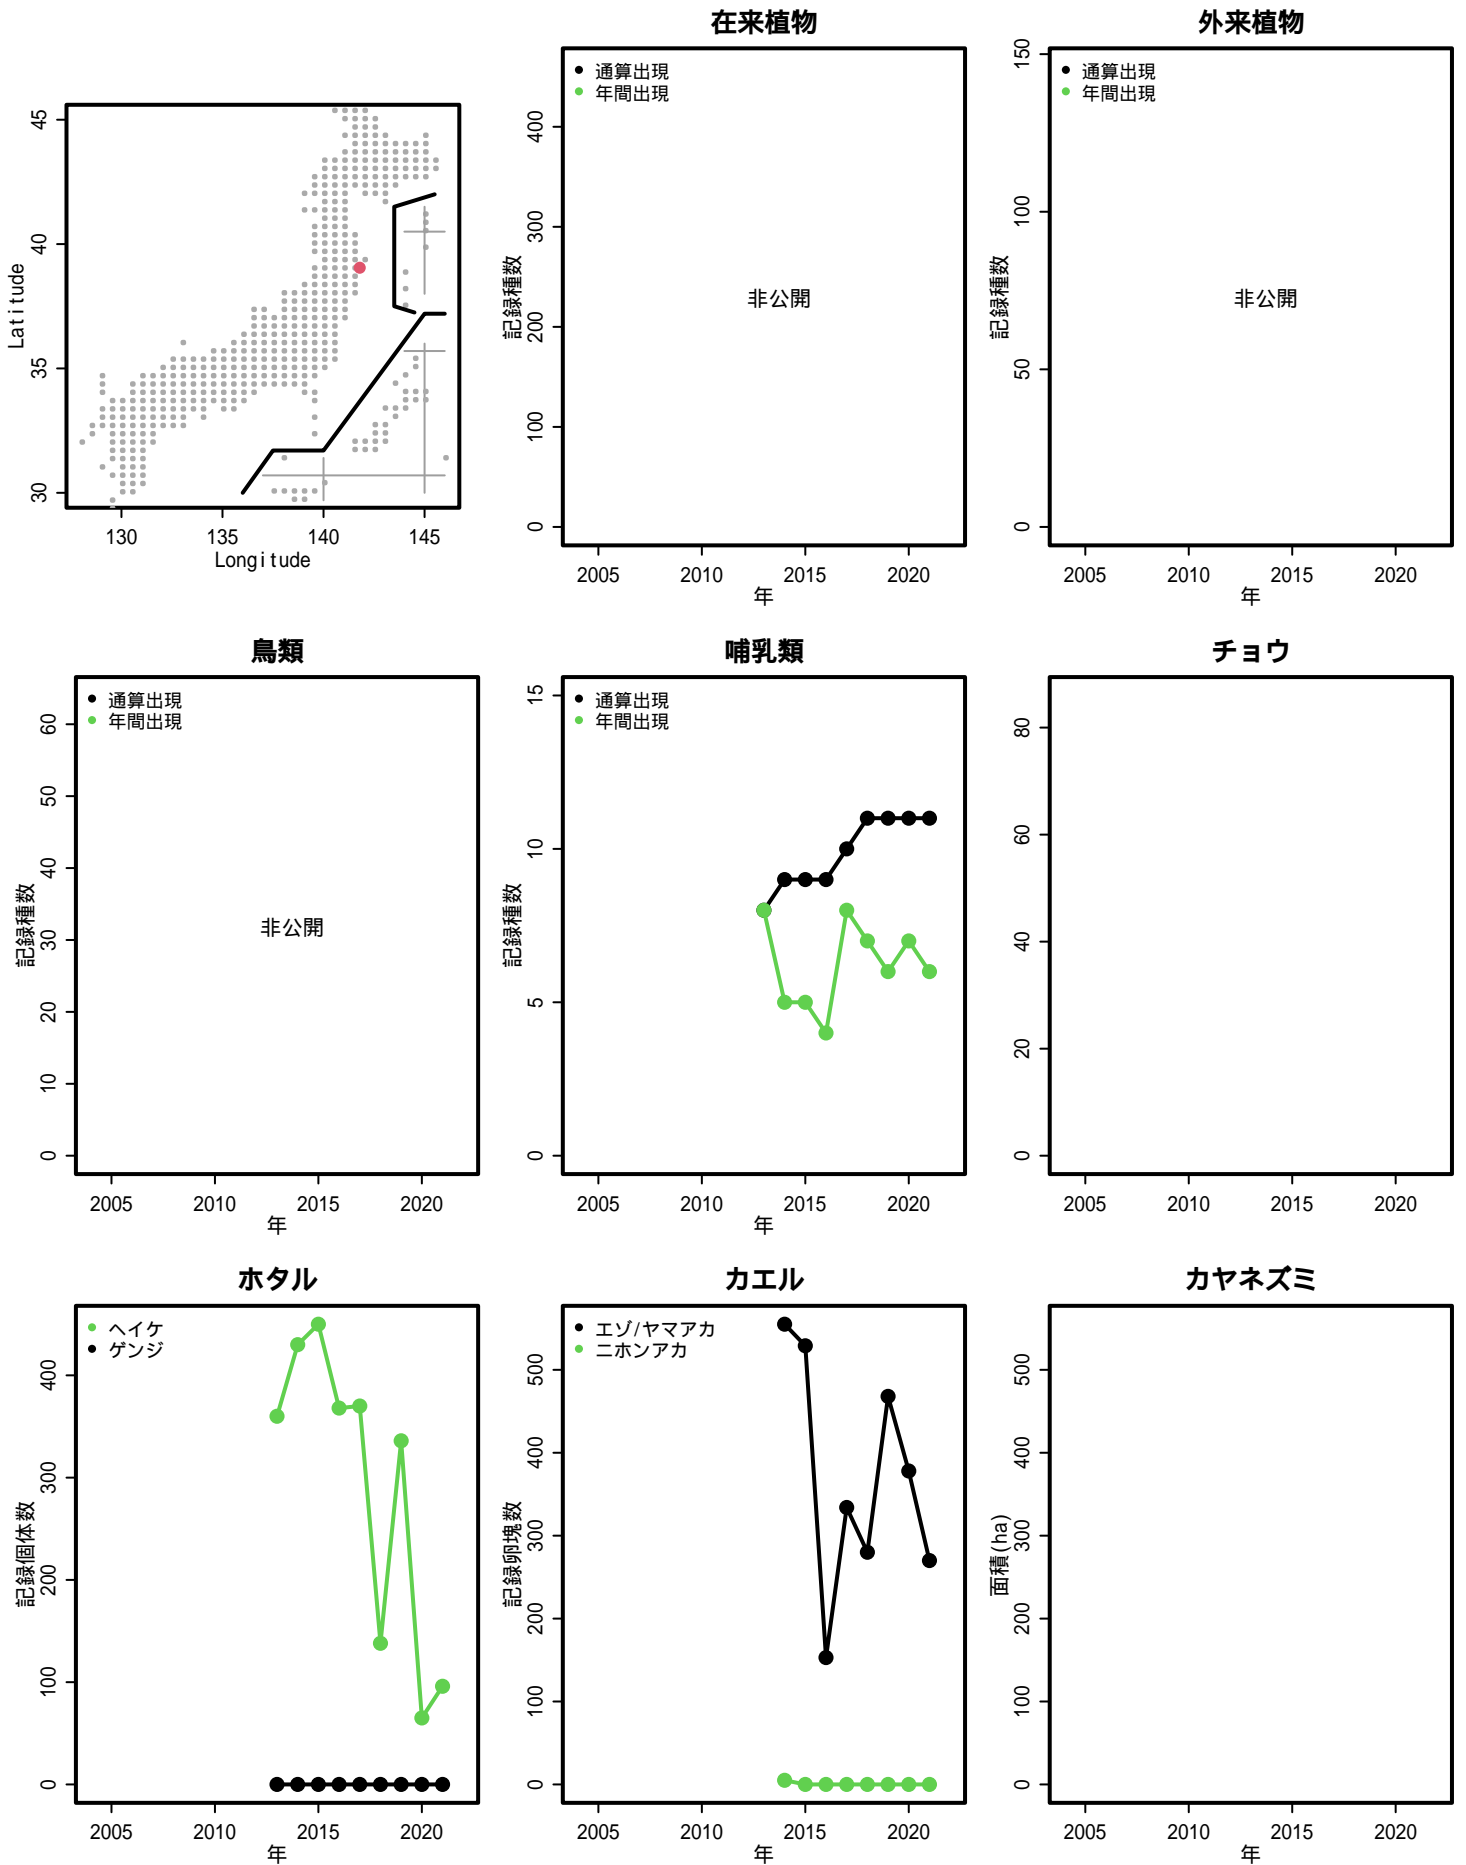 45
40
35
30
Latitude
130 135 140 145
Longitude
在来植物
通算出現
年間出現
400
300
200
100
0
記録種数
非公開
2005 2010 2015 2020
年
外来植物
通算出現
年間出現
150
100
50
0
記録種数
非公開
2005 2010 2015 2020
年
鳥類
通算出現
年間出現
60
50
40
30
20
10
0
記録種数
非公開
2005 2010 2015 2020
年
哺乳類
通算出現
年間出現
15
10
5
0
記録種数
2005 2010 2015 2020
年
チョウ
80
60
40
20
0
2005 2010 2015 2020
ホタル
ヘイケ
ゲンジ
400
300
200
100
0
記録個体数
2005 2010 2015 2020
年
カエル
エゾ/ヤマアカ
ニホンアカ
500
400
300
200
100
0
記録卵塊数
2005 2010 2015 2020
年
カヤネズミ
500
400
300
200
100
0
面積(ha)
2005 2010 2015 2020
年